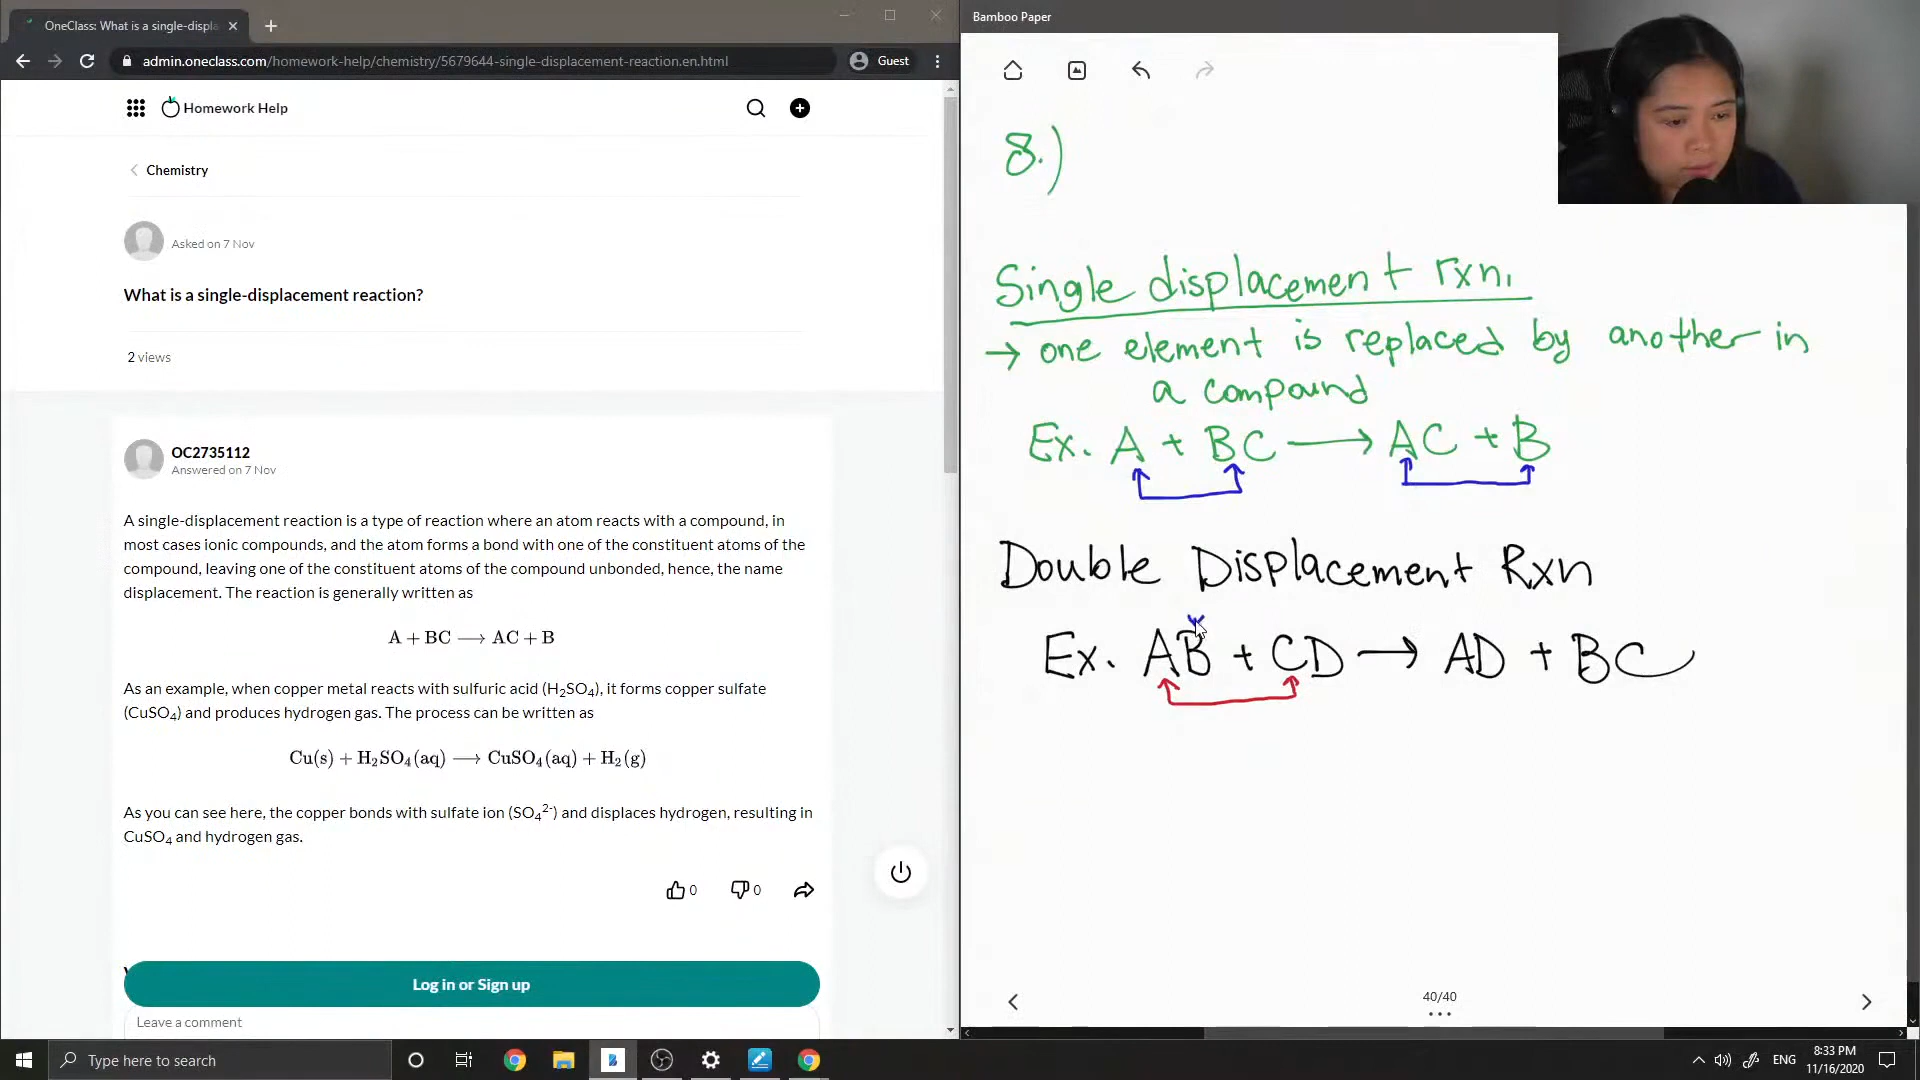 OneClass: What is a single-displa
admin.oneclass.com/homework-help/chemistry/5679644-single-displacement-reaction.en.html
Guest
Homework Help
Chemistry
Asked on 7 Nov
What is a single-displacement reaction?
2 views
OC2735112
Answered on 7 Nov
A single-displacement reaction is a type of reaction where an atom reacts with a compound, in
most cases ionic compounds, and the atom forms a bond with one of the constituent atoms of the
compound, leaving one of the constituent atoms of the compound unbonded, hence, the name
displacement. The reaction is generally written as
A + BC ⟶ AC + B
As an example, when copper metal reacts with sulfuric acid (H₂SO₄), it forms copper sulfate
(CuSO₄) and produces hydrogen gas. The process can be written as
Cu(s) + H₂SO₄(aq) ⟶ CuSO₄(aq) + H₂(g)
As you can see here, the copper bonds with sulfate ion (SO₄²⁻) and displaces hydrogen, resulting in
CuSO₄ and hydrogen gas.
0 0
Log in or Sign up
Leave a comment
Bamboo Paper
8.)
Single displacement rxn.
→ one element is replaced by another in
a compound
Ex. A + BC ⟶ AC + B
Double Displacement Rxn
Ex. AB + CD → AD + BC
40/40
Type here to search
ENG
8:33 PM
11/16/2020